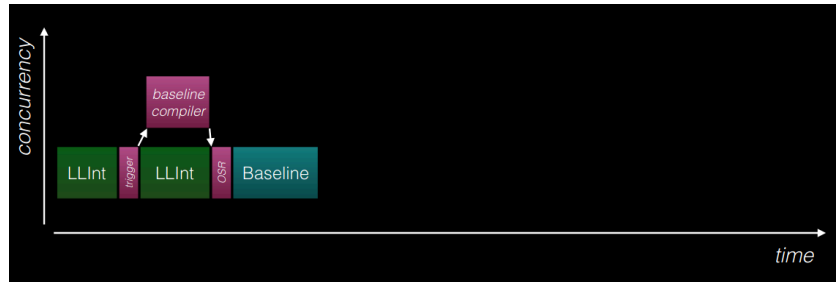 concurrency
baseline
compiler
LLInt
trigger
LLInt
OSR
Baseline
time